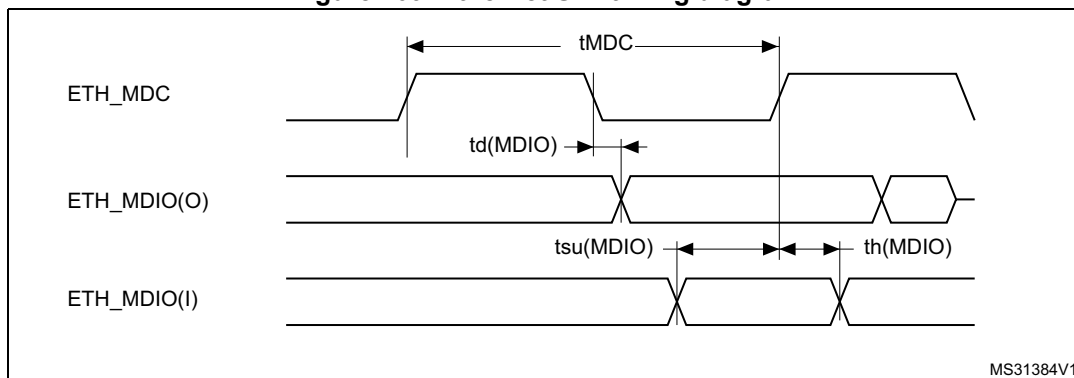 tMDC
ETH_MDC
td(MDIO)
ETH_MDIO(O)
tsu(MDIO) th(MDIO)
ETH_MDIO(I)
MS31384V1